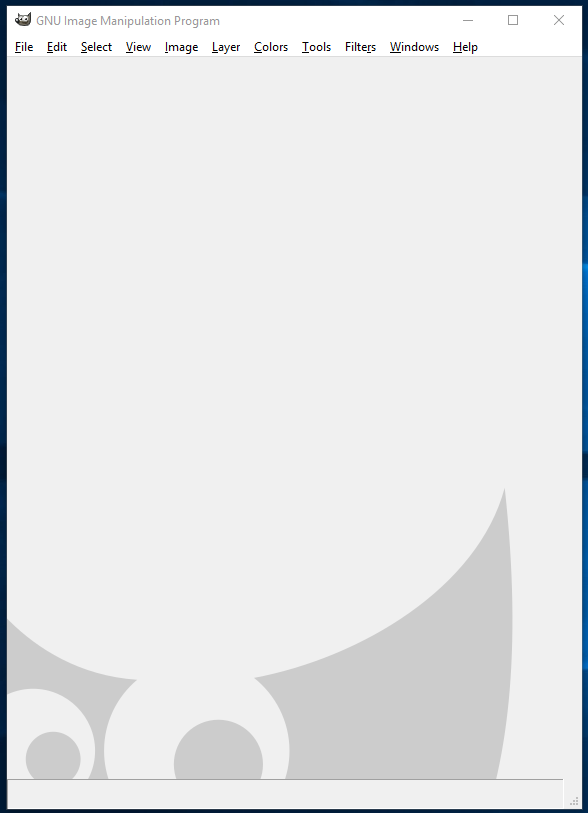 GNU Image Manipulation Program
File Edit Select View Image Layer Colors Tools Filters Windows Help